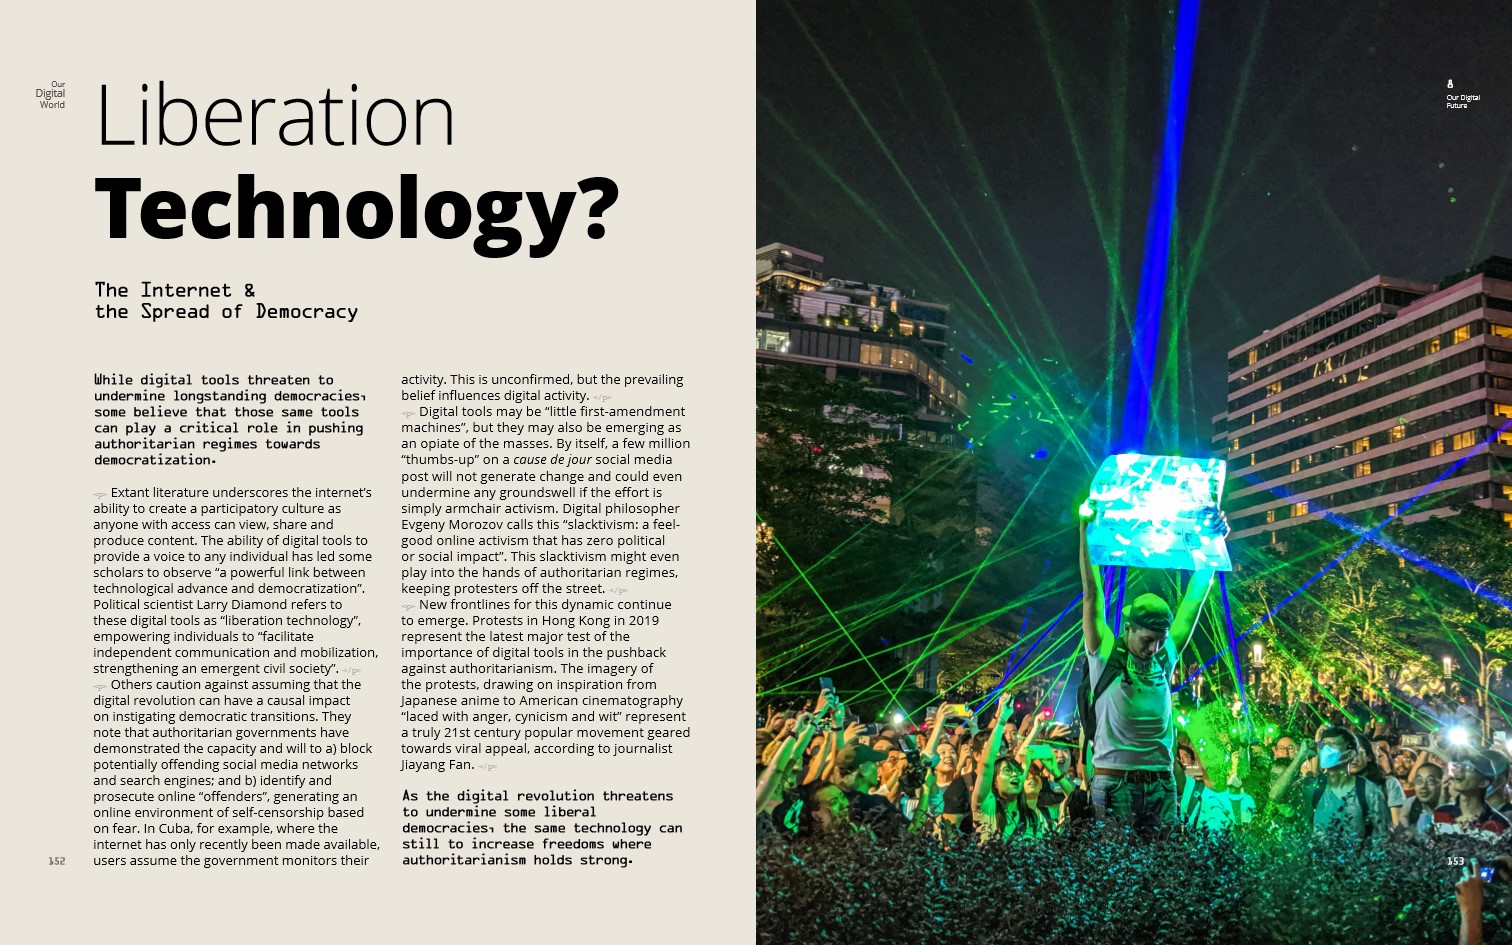 Our
Digital
World
Liberation
Technology?
The Internet &
the Spread of Democracy
While digital tools threaten to
undermine longstanding democracies,
some believe that those same tools
can play a critical role in pushing
authoritarian regimes towards
democratization.
<p> Extant literature underscores the internet’s
ability to create a participatory culture as
anyone with access can view, share and
produce content. The ability of digital tools to
provide a voice to any individual has led some
scholars to observe “a powerful link between
technological advance and democratization”.
Political scientist Larry Diamond refers to
these digital tools as “liberation technology”,
empowering individuals to “facilitate
independent communication and mobilization,
strengthening an emergent civil society”. </p>
<p> Others caution against assuming that the
digital revolution can have a causal impact
on instigating democratic transitions. They
note that authoritarian governments have
demonstrated the capacity and will to a) block
potentially offending social media networks
and search engines; and b) identify and
prosecute online “offenders”, generating an
online environment of self-censorship based
on fear. In Cuba, for example, where the
internet has only recently been made available,
users assume the government monitors their
152
activity. This is unconfirmed, but the prevailing
belief influences digital activity. </p>
<p> Digital tools may be “little first-amendment
machines”, but they may also be emerging as
an opiate of the masses. By itself, a few million
“thumbs-up” on a cause de jour social media
post will not generate change and could even
undermine any groundswell if the effort is
simply armchair activism. Digital philosopher
Evgeny Morozov calls this “slacktivism: a feel-
good online activism that has zero political
or social impact”. This slacktivism might even
play into the hands of authoritarian regimes,
keeping protesters off the street. </p>
<p> New frontlines for this dynamic continue
to emerge. Protests in Hong Kong in 2019
represent the latest major test of the
importance of digital tools in the pushback
against authoritarianism. The imagery of
the protests, drawing on inspiration from
Japanese anime to American cinematography
“laced with anger, cynicism and wit” represent
a truly 21st century popular movement geared
towards viral appeal, according to journalist
Jiayang Fan. </p>
As the digital revolution threatens
to undermine some liberal
democracies, the same technology can
still to increase freedoms where
authoritarianism holds strong.
8
Our Digital
Future
153